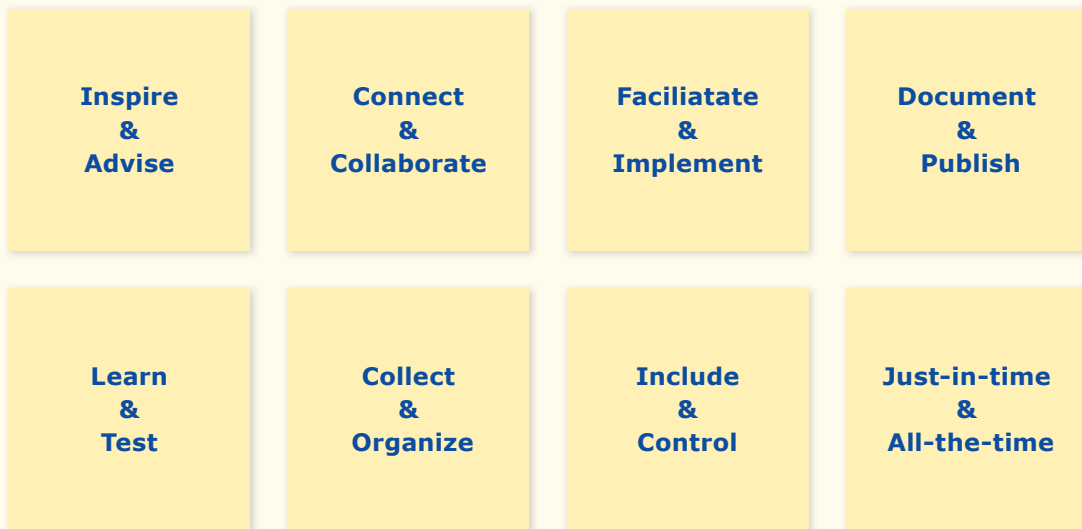 Inspire
&
Advise
Connect
&
Collaborate
Faciliatate
&
Implement
Document
&
Publish
Learn
&
Test
Collect
&
Organize
Include
&
Control
Just-in-time
&
All-the-time